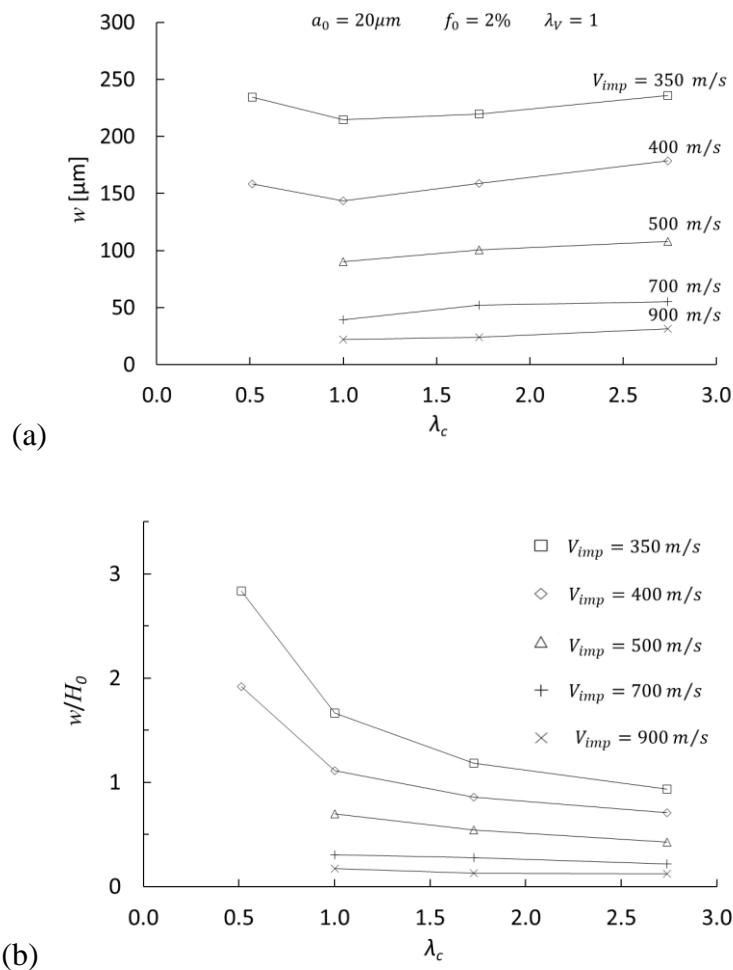 a₀ = 20μm f₀ = 2% λ_V = 1
300
250
200
150
100
50
0
w [μm]
V_imp = 350 m/s
400 m/s
500 m/s
700 m/s
900 m/s
0.0 0.5 1.0 1.5 2.0 2.5 3.0
λ_c
(a)
3
2
1
0
w/H₀
V_imp = 350 m/s
V_imp = 400 m/s
V_imp = 500 m/s
V_imp = 700 m/s
V_imp = 900 m/s
0.0 0.5 1.0 1.5 2.0 2.5 3.0
λ_c
(b)